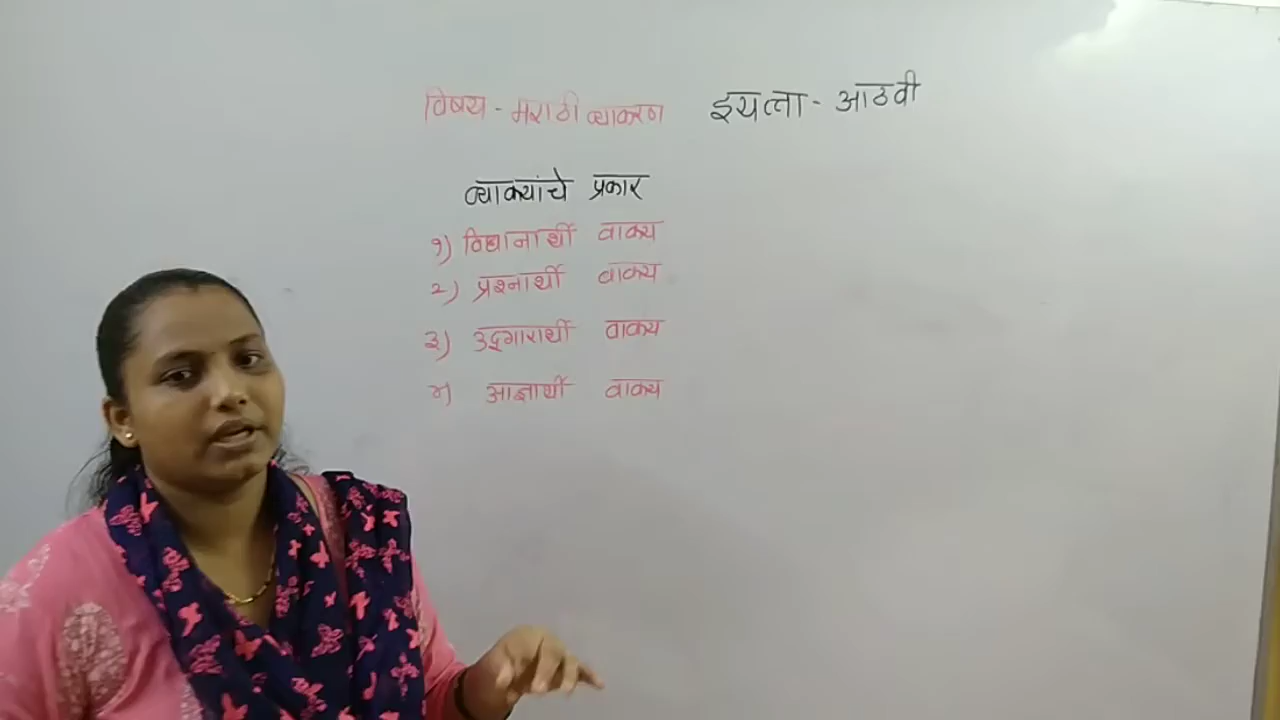 विषय - मराठी व्याकरण इयत्ता - आठवी
व्याक्यांचे प्रकार
१) विधानार्थी वाक्य
२) प्रश्नार्थी वाक्य
३) उद्गारार्थी वाक्य
४) आज्ञार्थी वाक्य